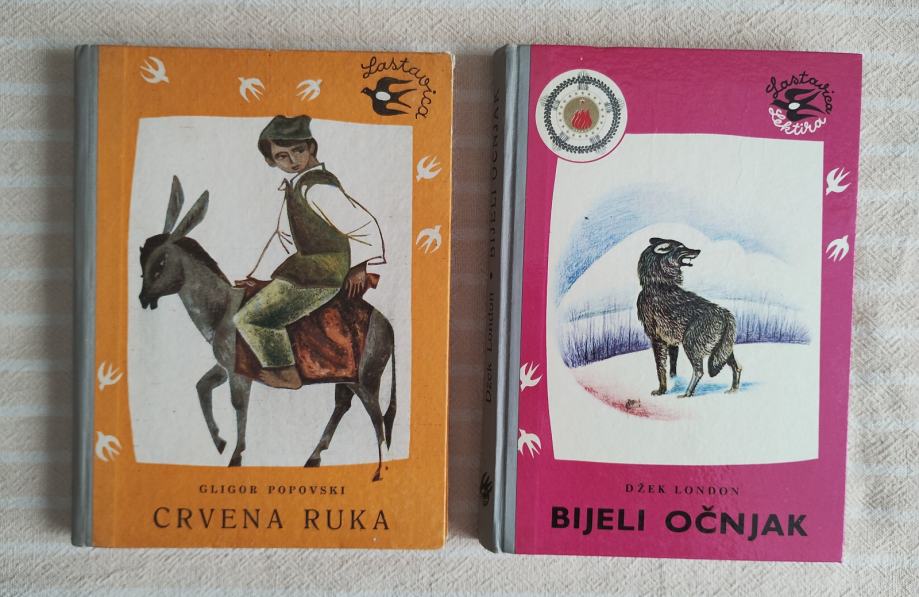 Lastavica
GLIGOR POPOVSKI
CRVENA RUKA
Džek London • BIJELI OČNJAK
Lastavica
Lektira
DŽEK LONDON
BIJELI OČNJAK